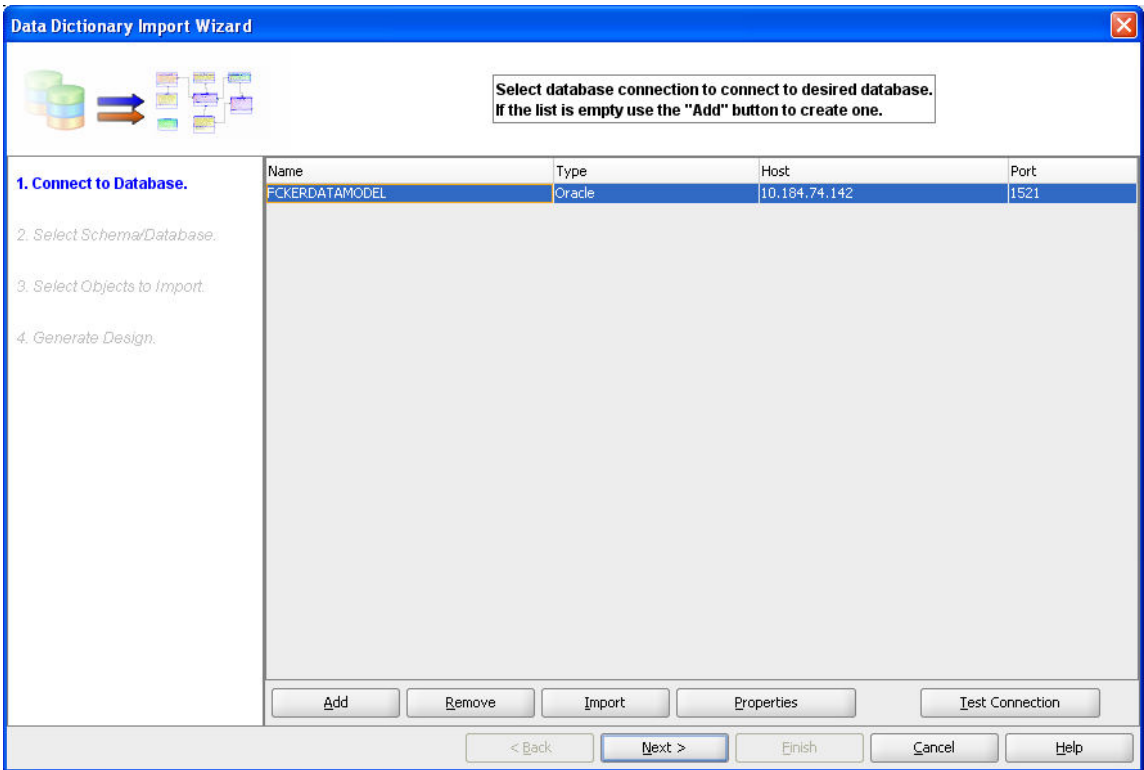 Data Dictionary Import Wizard
Select database connection to connect to desired database.
If the list is empty use the "Add" button to create one.
1. Connect to Database.
2. Select Schema/Database.
3. Select Objects to Import.
4. Generate Design.
Name Type Host Port
FCKERDATAMODEL Oracle 10.184.74.142 1521
Add Remove Import Properties Test Connection
< Back Next > Finish Cancel Help